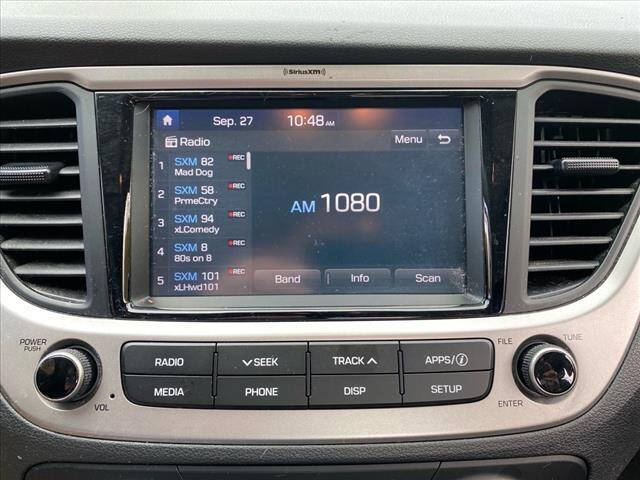 SiriusXM
Sep. 27 10:48 AM
Radio Menu
1 SXM 82 REC
Mad Dog
2 SXM 58 REC
PrmeCtry
3 SXM 94 REC
xLComedy
4 SXM 8 REC
80s on 8
5 SXM 101 REC
xLHwd101
AM 1080
Band Info Scan
POWER
PUSH
VOL
RADIO SEEK TRACK APPS/i
MEDIA PHONE DISP SETUP
FILE TUNE
ENTER